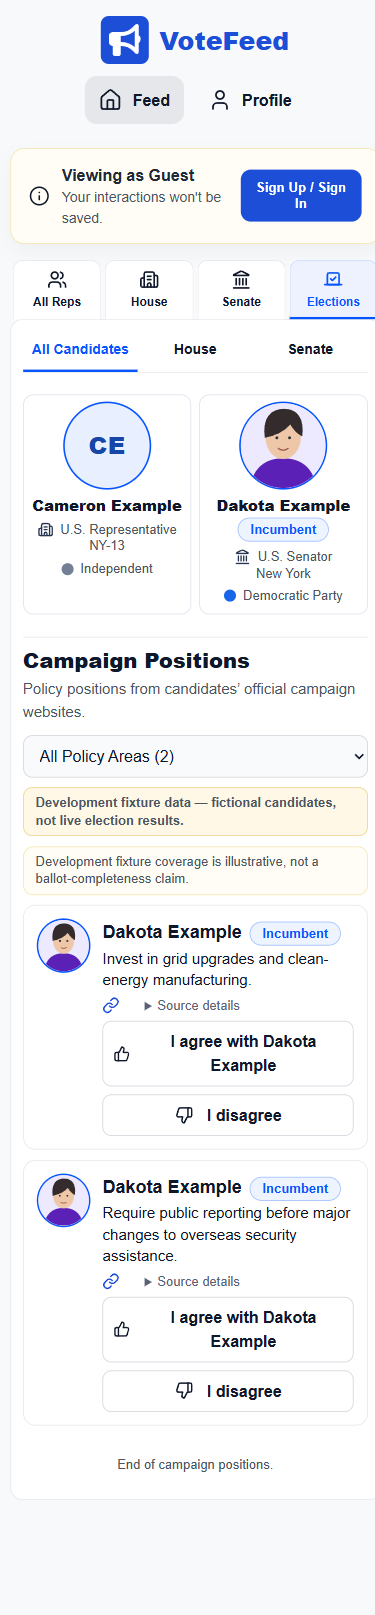 VoteFeed
Feed
Profile
Viewing as Guest
Your interactions won't be
saved.
Sign Up / Sign
In
All Reps
House
Senate
Elections
All Candidates
House
Senate
CE
Cameron Example
U.S. Representative
NY-13
Independent
Dakota Example
Incumbent
U.S. Senator
New York
Democratic Party
Campaign Positions
Policy positions from candidates' official campaign
websites.
All Policy Areas (2)
Development fixture data — fictional candidates,
not live election results.
Development fixture coverage is illustrative, not a
ballot-completeness claim.
Dakota Example
Incumbent
Invest in grid upgrades and clean-
energy manufacturing.
Source details
I agree with Dakota
Example
I disagree
Dakota Example
Incumbent
Require public reporting before major
changes to overseas security
assistance.
Source details
I agree with Dakota
Example
I disagree
End of campaign positions.